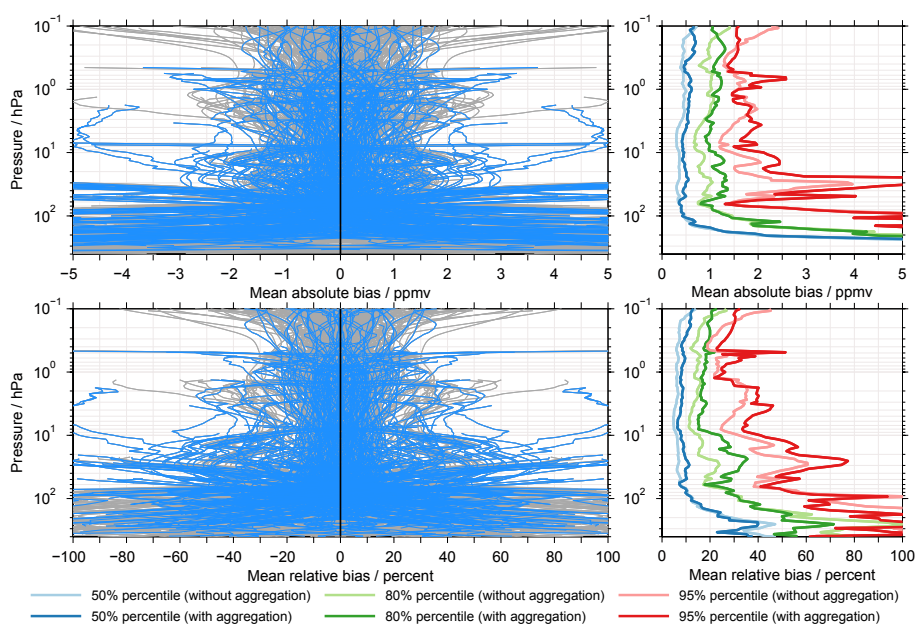 10⁻¹
10⁰
10¹
10²
Pressure / hPa
−5 −4 −3 −2 −1 0 1 2 3 4 5
Mean absolute bias / ppmv
10⁻¹
10⁰
10¹
10²
0 1 2 3 4 5
Mean absolute bias / ppmv
10⁻¹
10⁰
10¹
10²
Pressure / hPa
−100 −80 −60 −40 −20 0 20 40 60 80 100
Mean relative bias / percent
10⁻¹
10⁰
10¹
10²
0 20 40 60 80 100
Mean relative bias / percent
50% percentile (without aggregation) 80% percentile (without aggregation) 95% percentile (without aggregation)
50% percentile (with aggregation) 80% percentile (with aggregation) 95% percentile (with aggregation)